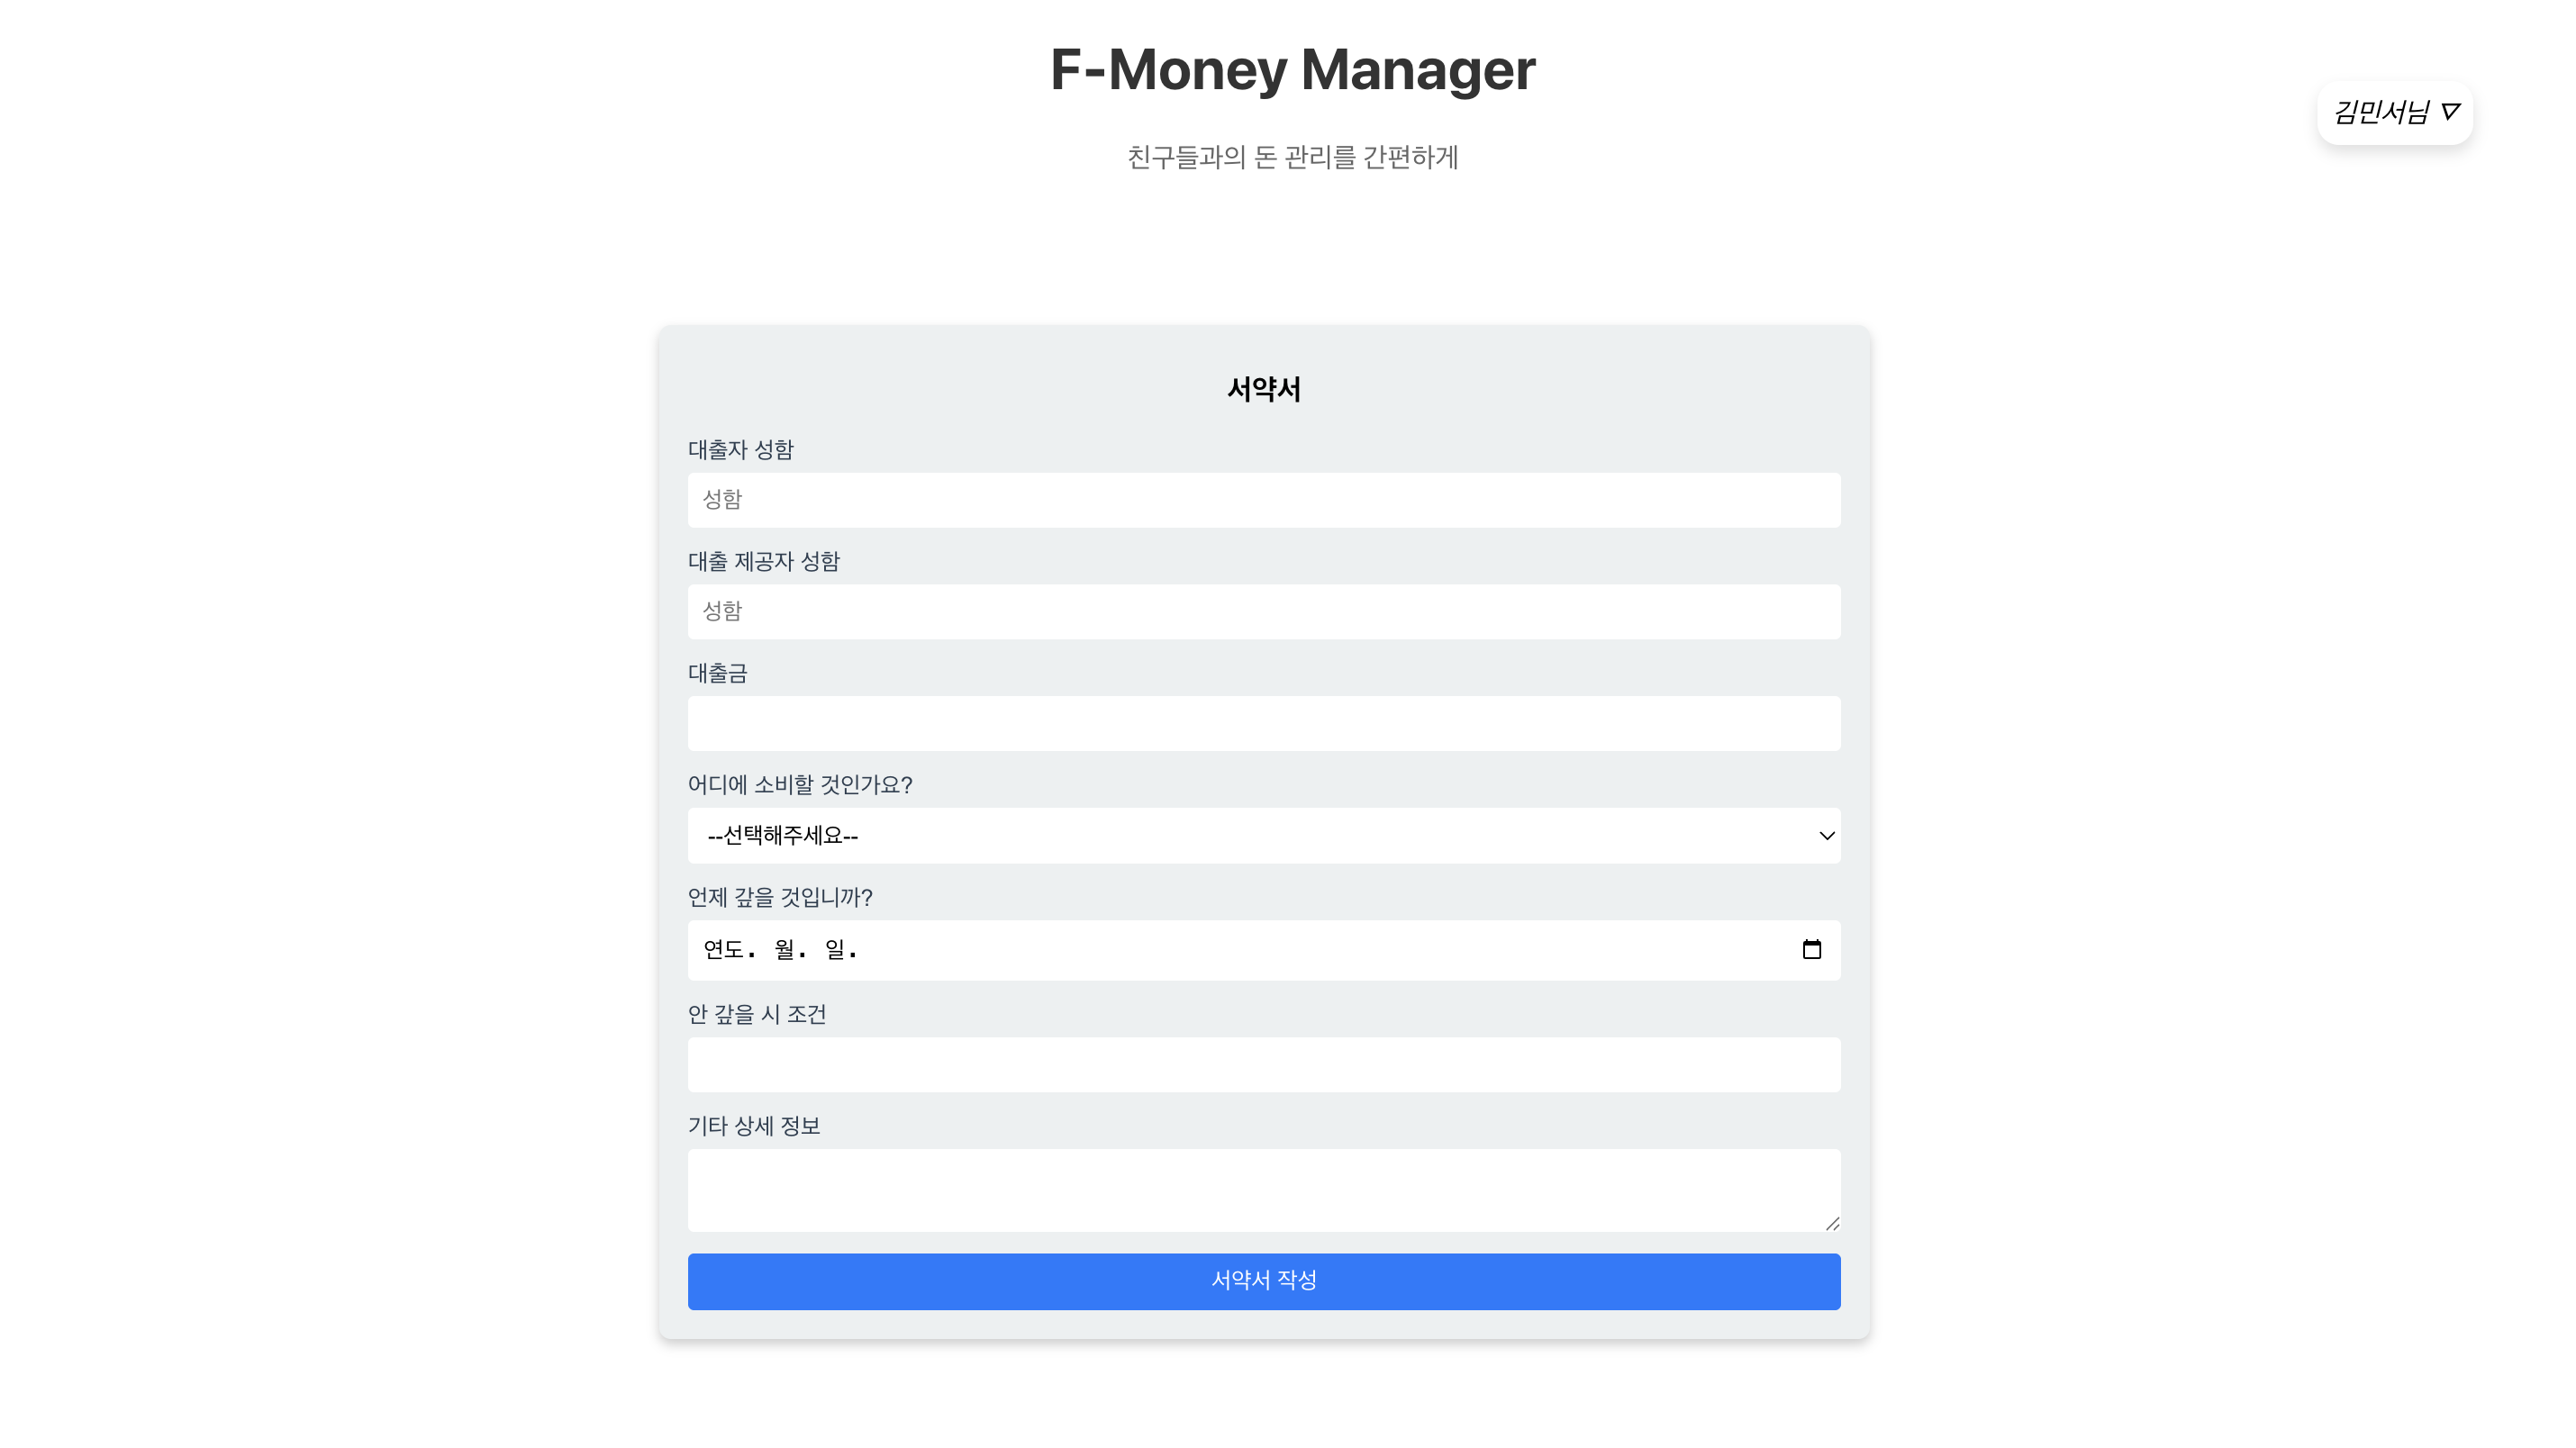 F-Money Manager
김민서님 ▽
친구들과의 돈 관리를 간편하게
서약서
대출자 성함
성함
대출 제공자 성함
성함
대출금
어디에 소비할 것인가요?
--선택해주세요--
언제 갚을 것입니까?
연도. 월. 일.
안 갚을 시 조건
기타 상세 정보
서약서 작성